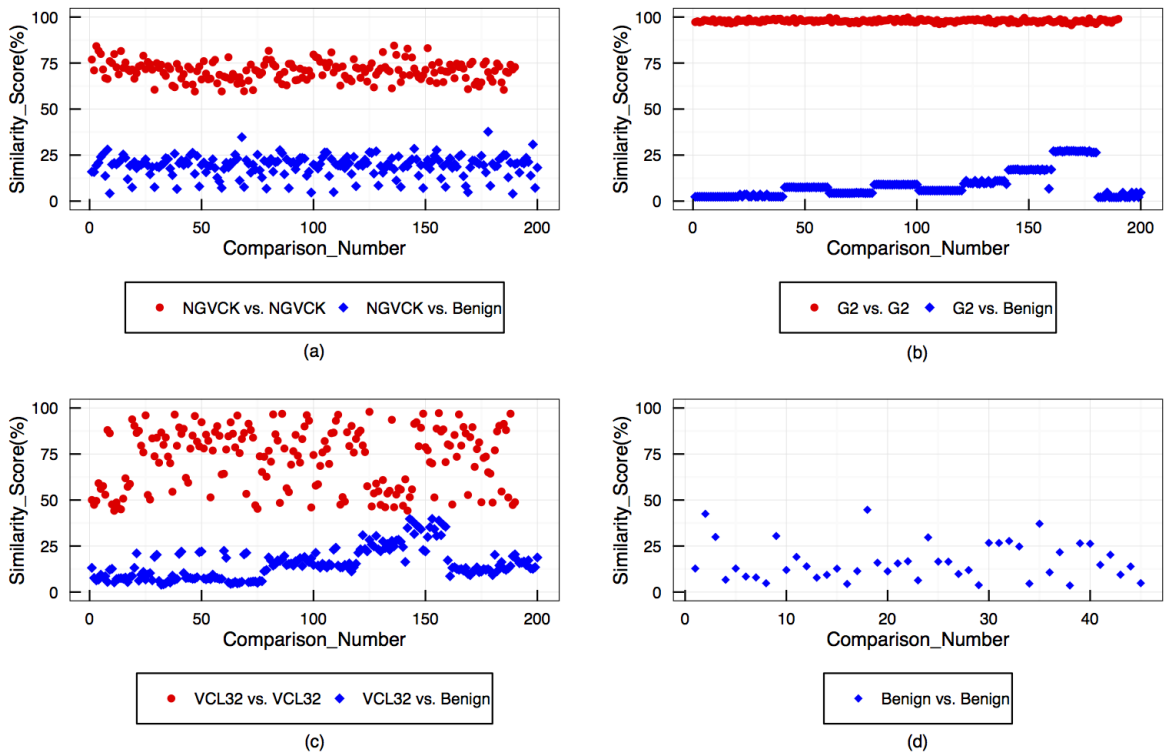 Similarity_Score(%)
100
75
50
25
0
0 50 100 150 200
Comparison_Number
NGVCK vs. NGVCK NGVCK vs. Benign
(a)
Similarity_Score(%)
100
75
50
25
0
0 50 100 150 200
Comparison_Number
G2 vs. G2 G2 vs. Benign
(b)
Similarity_Score(%)
100
75
50
25
0
0 50 100 150 200
Comparison_Number
VCL32 vs. VCL32 VCL32 vs. Benign
(c)
Similarity_Score(%)
100
75
50
25
0
0 10 20 30 40
Comparison_Number
Benign vs. Benign
(d)